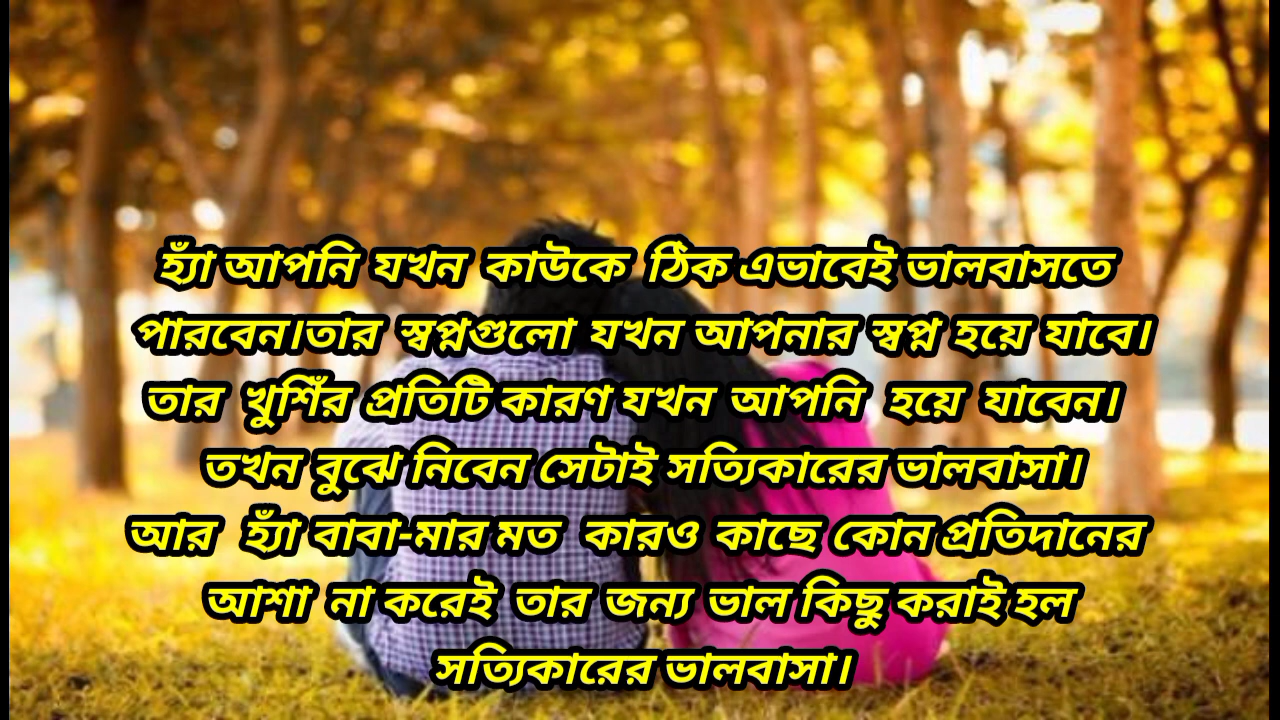 হ্যাঁ আপনি যখন কাউকে ঠিক এভাবেই ভালবাসতে
পারবেন।তার স্বপ্নগুলো যখন আপনার স্বপ্ন হয়ে যাবে।
তার খুশিঁর প্রতিটি কারণ যখন আপনি হয়ে যাবেন।
তখন বুঝে নিবেন সেটাই সত্যিকারের ভালবাসা।
আর হ্যাঁ বাবা-মার মত কারও কাছে কোন প্রতিদানের
আশা না করেই তার জন্য ভাল কিছু করাই হল
সত্যিকারের ভালবাসা।